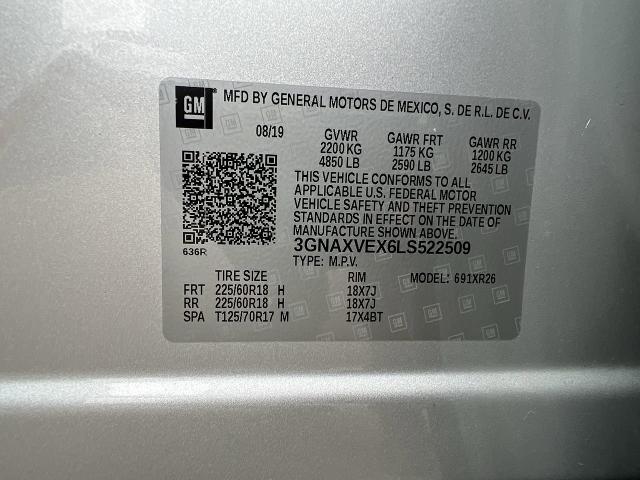 GM MFD BY GENERAL MOTORS DE MEXICO, S. DE R.L. DE C.V.
08/19 GVWR GAWR FRT GAWR RR
2200 KG 1175 KG 1200 KG
4850 LB 2590 LB 2645 LB
THIS VEHICLE CONFORMS TO ALL
APPLICABLE U.S. FEDERAL MOTOR
VEHICLE SAFETY AND THEFT PREVENTION
STANDARDS IN EFFECT ON THE DATE OF
MANUFACTURE SHOWN ABOVE.
636R 3GNAXVEX6LS522509
TYPE: M.P.V. MODEL: 691XR26
TIRE SIZE RIM
FRT 225/60R18 H 18X7J
RR 225/60R18 H 18X7J
SPA T125/70R17 M 17X4BT